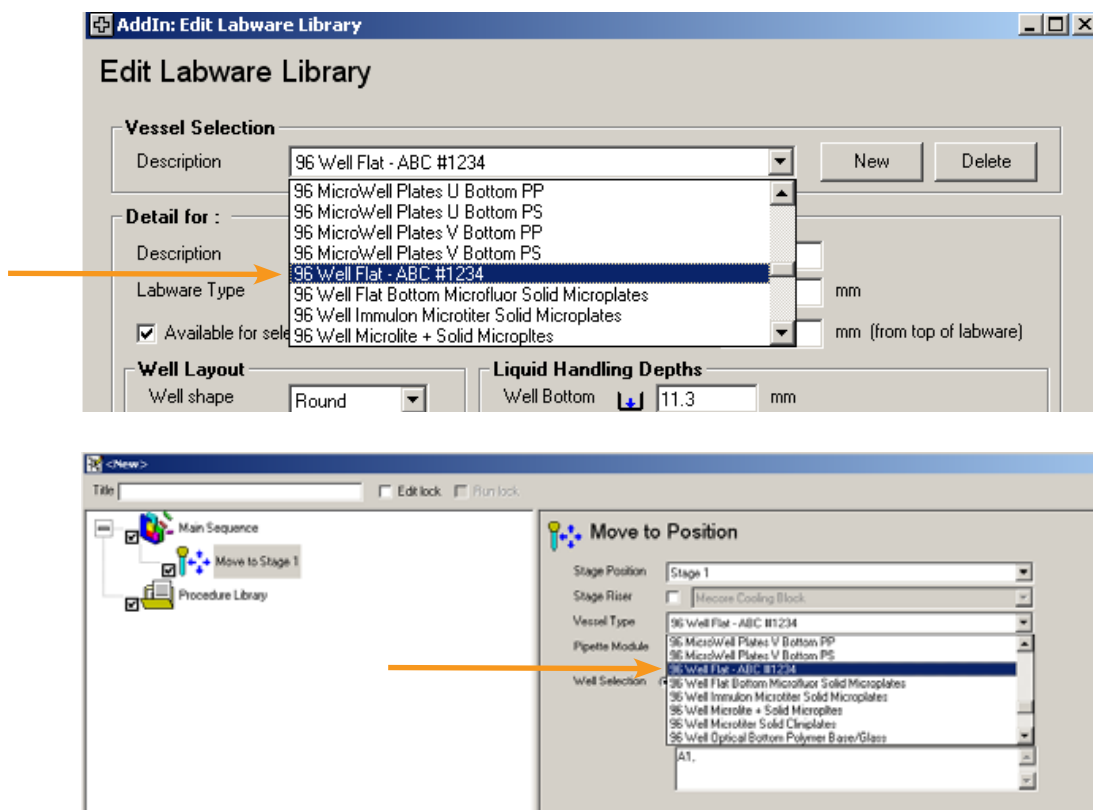 AddIn: Edit Labware Library
Edit Labware Library
Vessel Selection
Description 96 Well Flat - ABC #1234 New Delete
96 MicroWell Plates U Bottom PP
96 MicroWell Plates U Bottom PS
Detail for :
96 MicroWell Plates V Bottom PP
Description 96 MicroWell Plates V Bottom PS
96 Well Flat - ABC #1234
Labware Type 96 Well Flat Bottom Microfluor Solid Microplates mm
96 Well Immulon Microtiter Solid Microplates
Available for sele 96 Well Microlite + Solid Micropltes mm (from top of labware)
Well Layout Liquid Handling Depths
Well shape Round Well Bottom 11.3 mm
<New>
Title Edit lock Run lock
Main Sequence
Move to Stage 1
Procedure Library
Move to Position
Stage Position Stage 1
Stage Riser Mecore Cooling Block
Vessel Type 96 Well Flat - ABC #1234
Pipette Module 96 MicroWell Plates V Bottom PP
96 MicroWell Plates V Bottom PS
96 Well Flat - ABC #1234
Well Selection 96 Well Flat Bottom Microfluor Solid Microplates
96 Well Immulon Microtiter Solid Microplates
96 Well Microlite + Solid Micropltes
96 Well Microtiter Solid Cliniplates
96 Well Optical Bottom Polymer Base/Glass
A1,